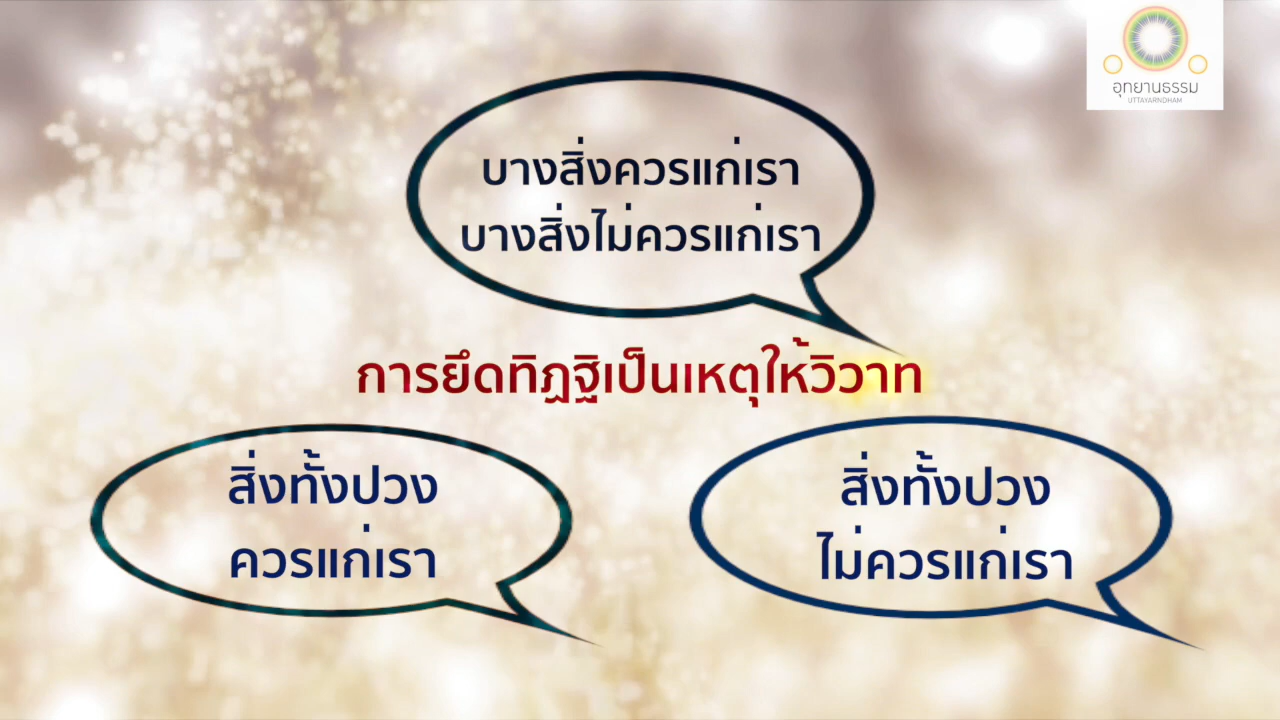 อุทยานธรรม
UTTAYARNDHAM
บางสิ่งควรแก่เรา
บางสิ่งไม่ควรแก่เรา
การยึดทิฏฐิเป็นเหตุให้วิวาท
สิ่งทั้งปวง
ควรแก่เรา
สิ่งทั้งปวง
ไม่ควรแก่เรา